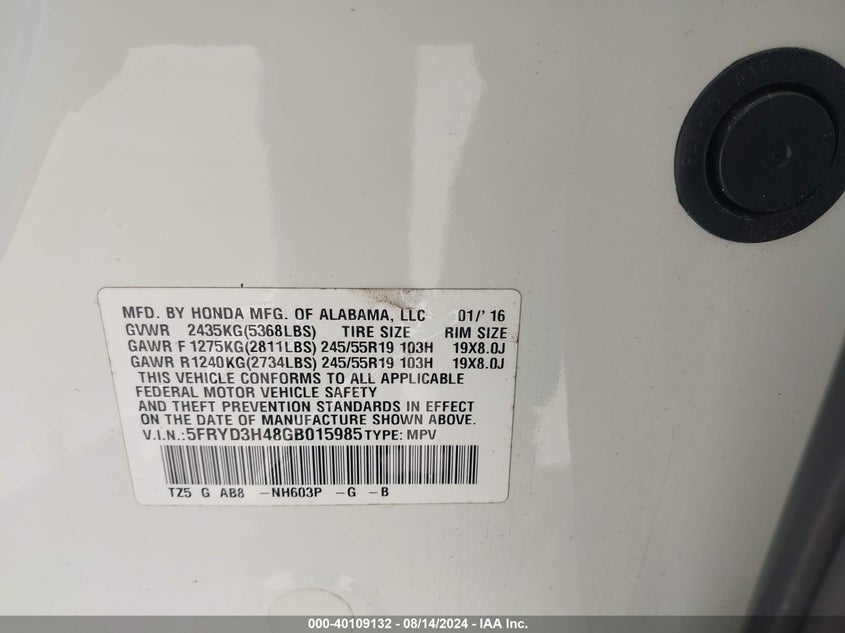 MFD. BY HONDA MFG. OF ALABAMA, LLC 01/'16
GVWR 2435KG(5368LBS) TIRE SIZE RIM SIZE
GAWR F 1275KG(2811LBS) 245/55R19 103H 19X8.0J
GAWR R1240KG(2734LBS) 245/55R19 103H 19X8.0J
THIS VEHICLE CONFORMS TO ALL APPLICABLE
FEDERAL MOTOR VEHICLE SAFETY
AND THEFT PREVENTION STANDARDS IN EFFECT
ON THE DATE OF MANUFACTURE SHOWN ABOVE.
V.I.N.:5FRYD3H48GB015985 TYPE: MPV
TZ5 G AB8 -NH603P -G -B
000-40109132 - 08/14/2024 - IAA Inc.